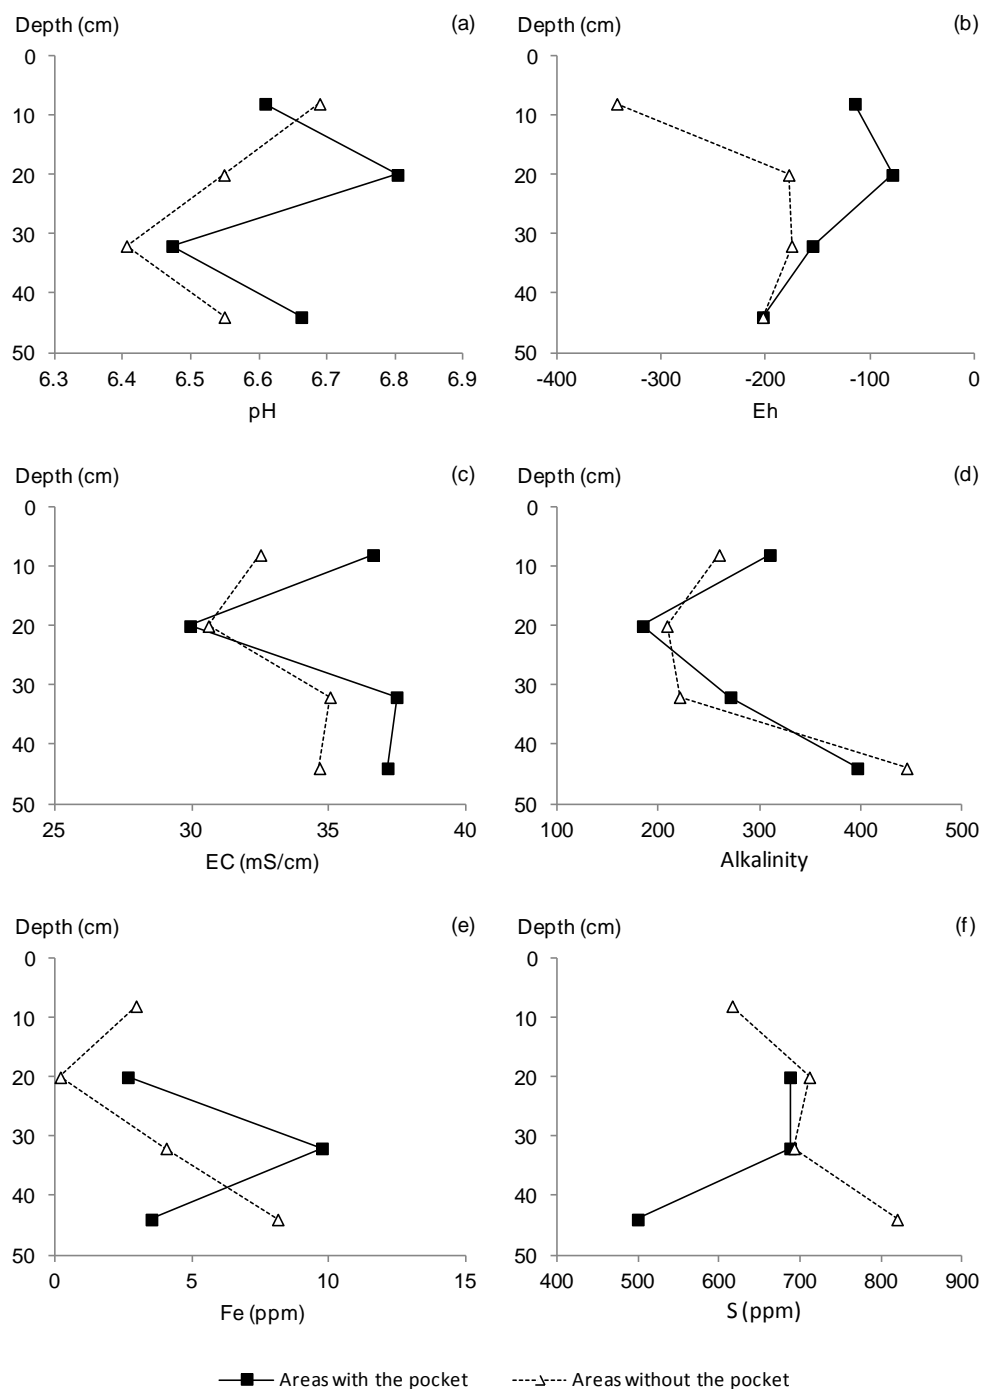 Depth (cm) (a)
0
10
20
30
40
50
6.3 6.4 6.5 6.6 6.7 6.8 6.9
pH
Depth (cm) (b)
0
10
20
30
40
50
-400 -300 -200 -100 0
Eh
Depth (cm) (c)
0
10
20
30
40
50
25 30 35 40
EC (mS/cm)
Depth (cm) (d)
0
10
20
30
40
50
100 200 300 400 500
Alkalinity
Depth (cm) (e)
0
10
20
30
40
50
0 5 10 15
Fe (ppm)
Depth (cm) (f)
0
10
20
30
40
50
400 500 600 700 800 900
S (ppm)
Areas with the pocket Areas without the pocket